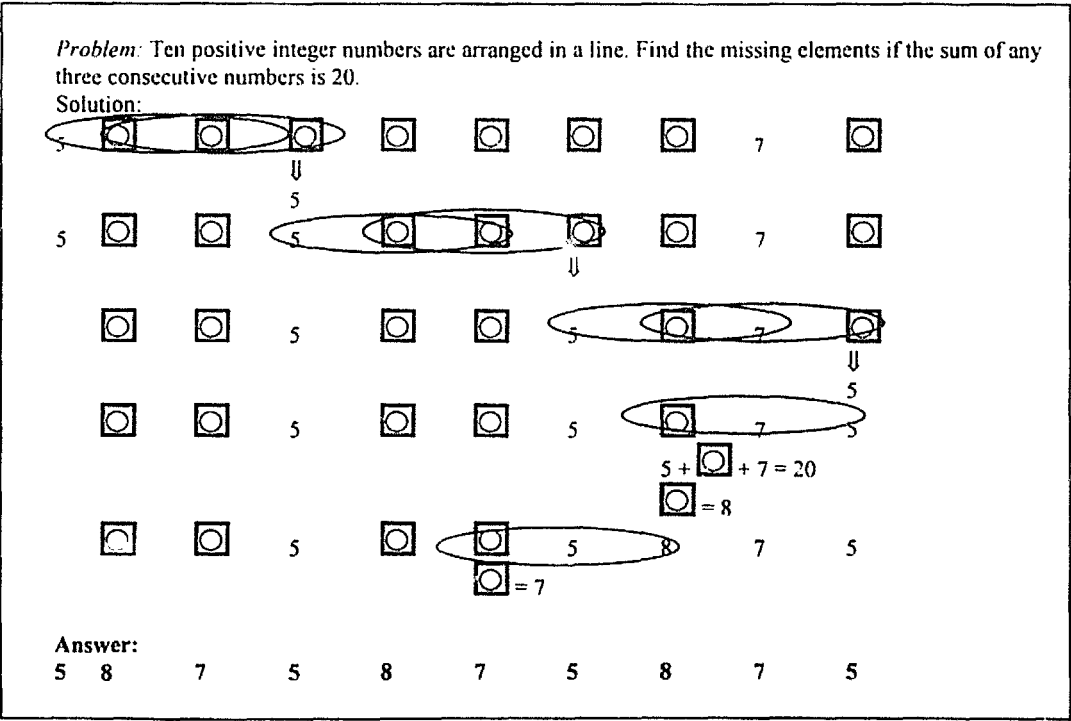 Problem: Ten positive integer numbers are arranged in a line. Find the missing elements if the sum of any
three consecutive numbers is 20.
Solution:
5 7
⇓
5
5 5 7
⇓
5 5 7
⇓
5
5 5 7 5
5 + + 7 = 20
= 8
5 5 8 7 5
= 7
Answer:
5 8 7 5 8 7 5 8 7 5